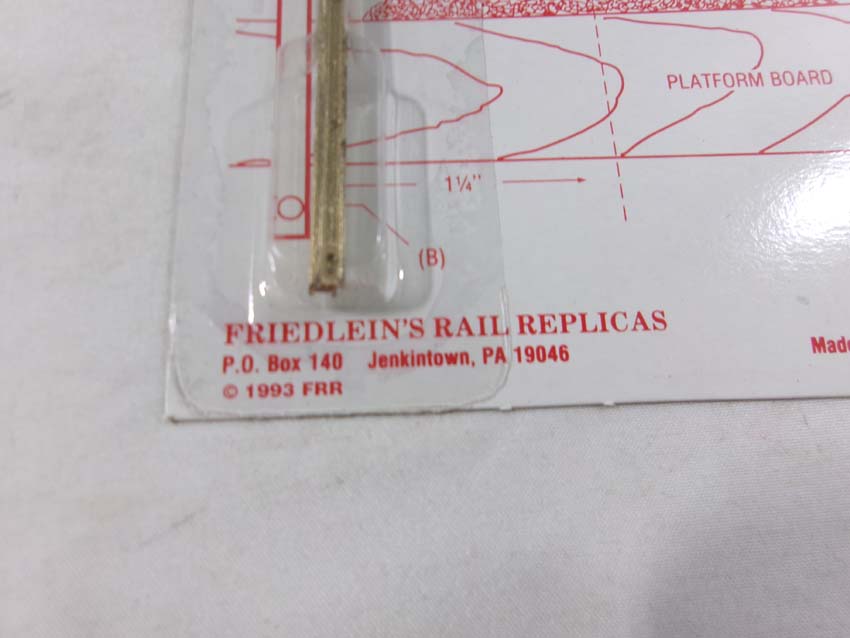 PLATFORM BOARD
1¼"
(B)
FRIEDLEIN'S RAIL REPLICAS
P.O. Box 140 Jenkintown, PA 19046
Made
© 1993 FRR